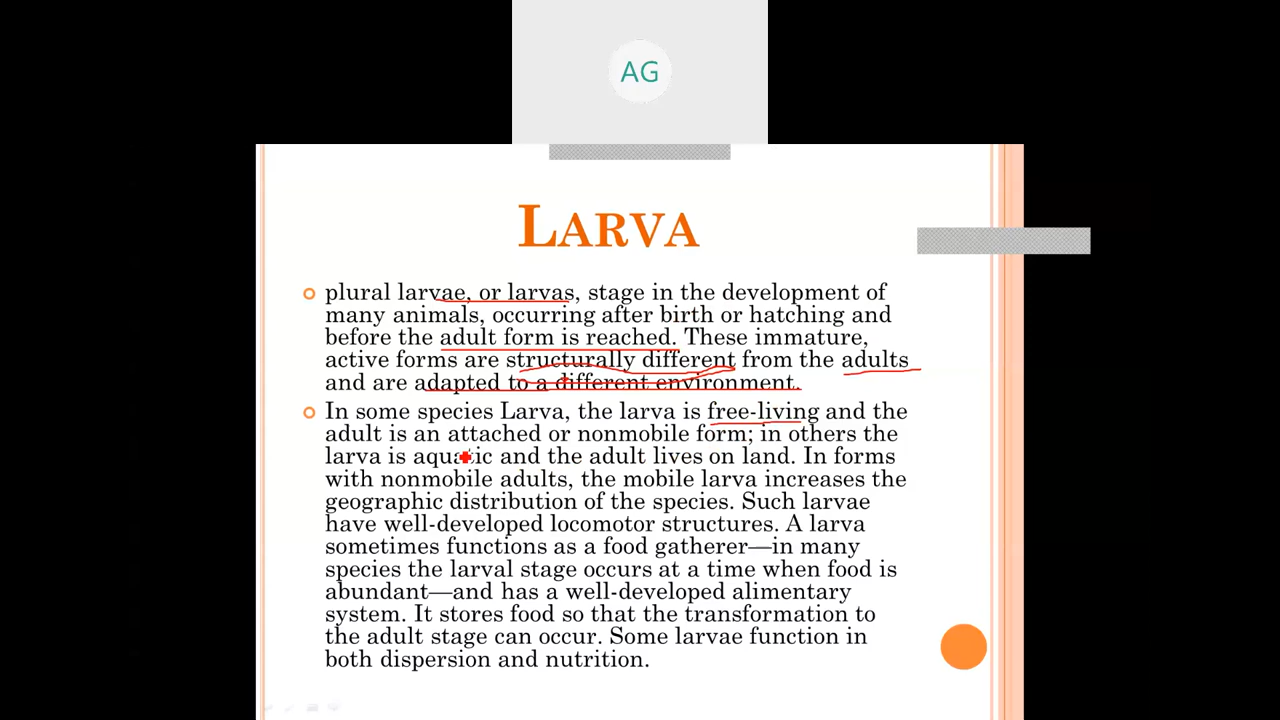 AG
LARVA
plural larvae, or larvas, stage in the development of
many animals, occurring after birth or hatching and
before the adult form is reached. These immature,
active forms are structurally different from the adults
and are adapted to a different environment.
In some species Larva, the larva is free-living and the
adult is an attached or nonmobile form; in others the
larva is aquatic and the adult lives on land. In forms
with nonmobile adults, the mobile larva increases the
geographic distribution of the species. Such larvae
have well-developed locomotor structures. A larva
sometimes functions as a food gatherer—in many
species the larval stage occurs at a time when food is
abundant—and has a well-developed alimentary
system. It stores food so that the transformation to
the adult stage can occur. Some larvae function in
both dispersion and nutrition.